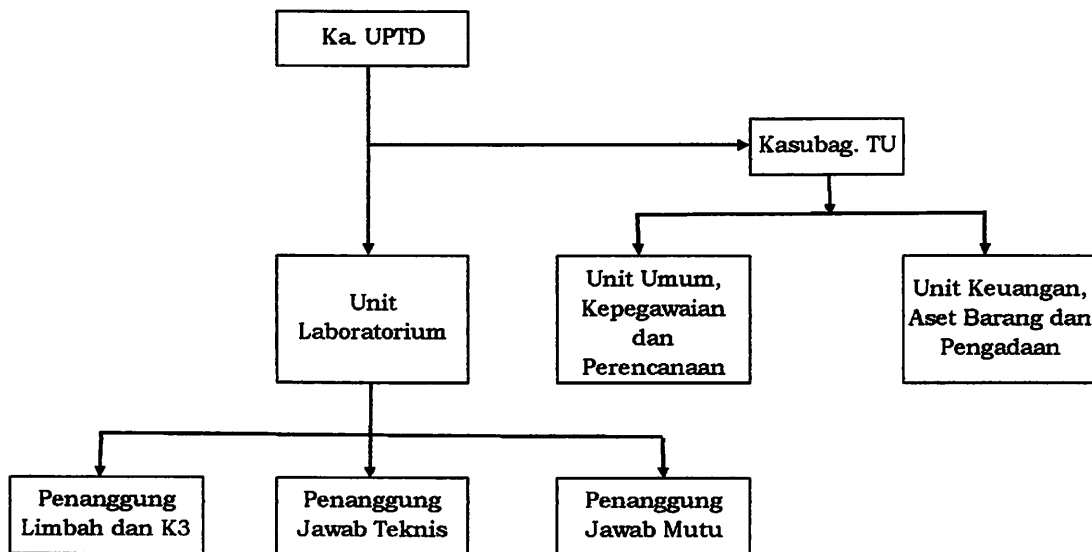 Ka. UPTD
Kasubag. TU
Unit
Laboratorium
Unit Umum,
Kepegawaian
dan
Perencanaan
Unit Keuangan,
Aset Barang dan
Pengadaan
Penanggung
Limbah dan K3
Penanggung
Jawab Teknis
Penanggung
Jawab Mutu